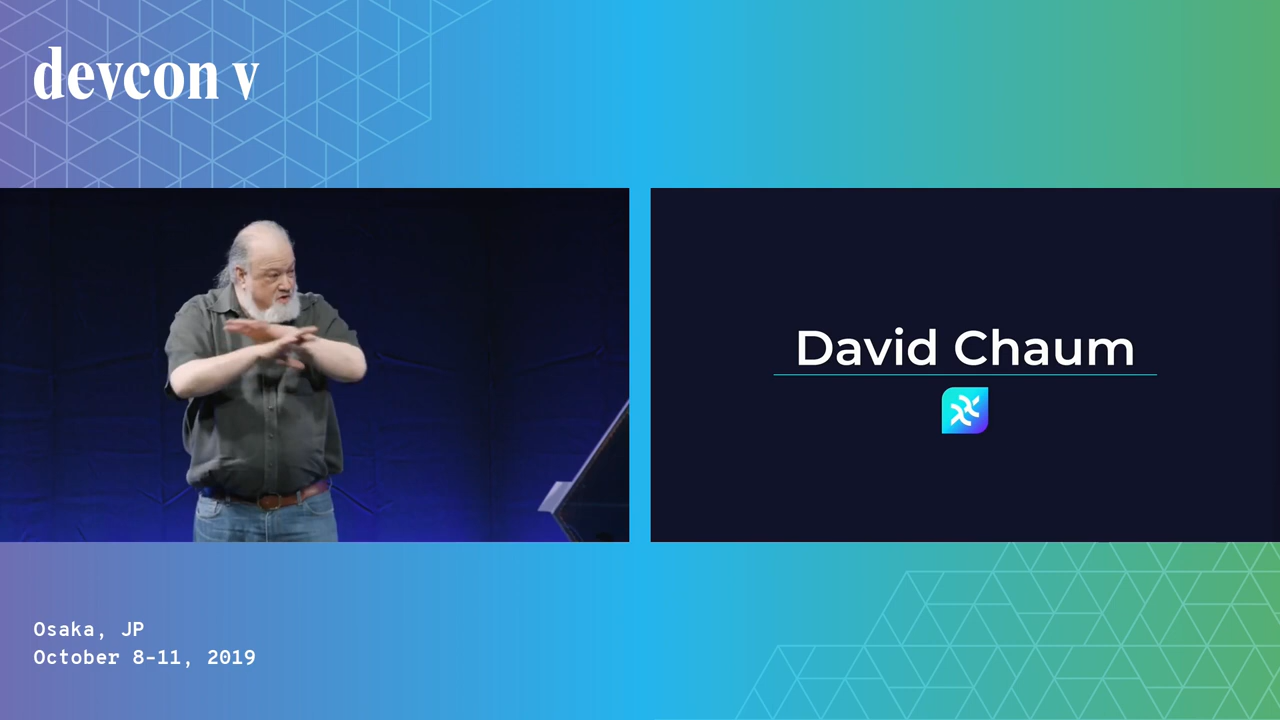 devcon v
David Chaum
Osaka, JP
October 8-11, 2019